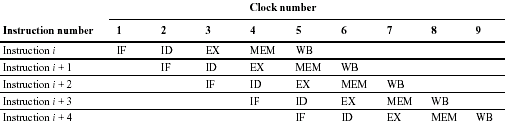 Clock number
Instruction number 1 2 3 4 5 6 7 8 9
Instruction i IF ID EX MEM WB
Instruction i + 1 IF ID EX MEM WB
Instruction i + 2 IF ID EX MEM WB
Instruction i + 3 IF ID EX MEM WB
Instruction i + 4 IF ID EX MEM WB